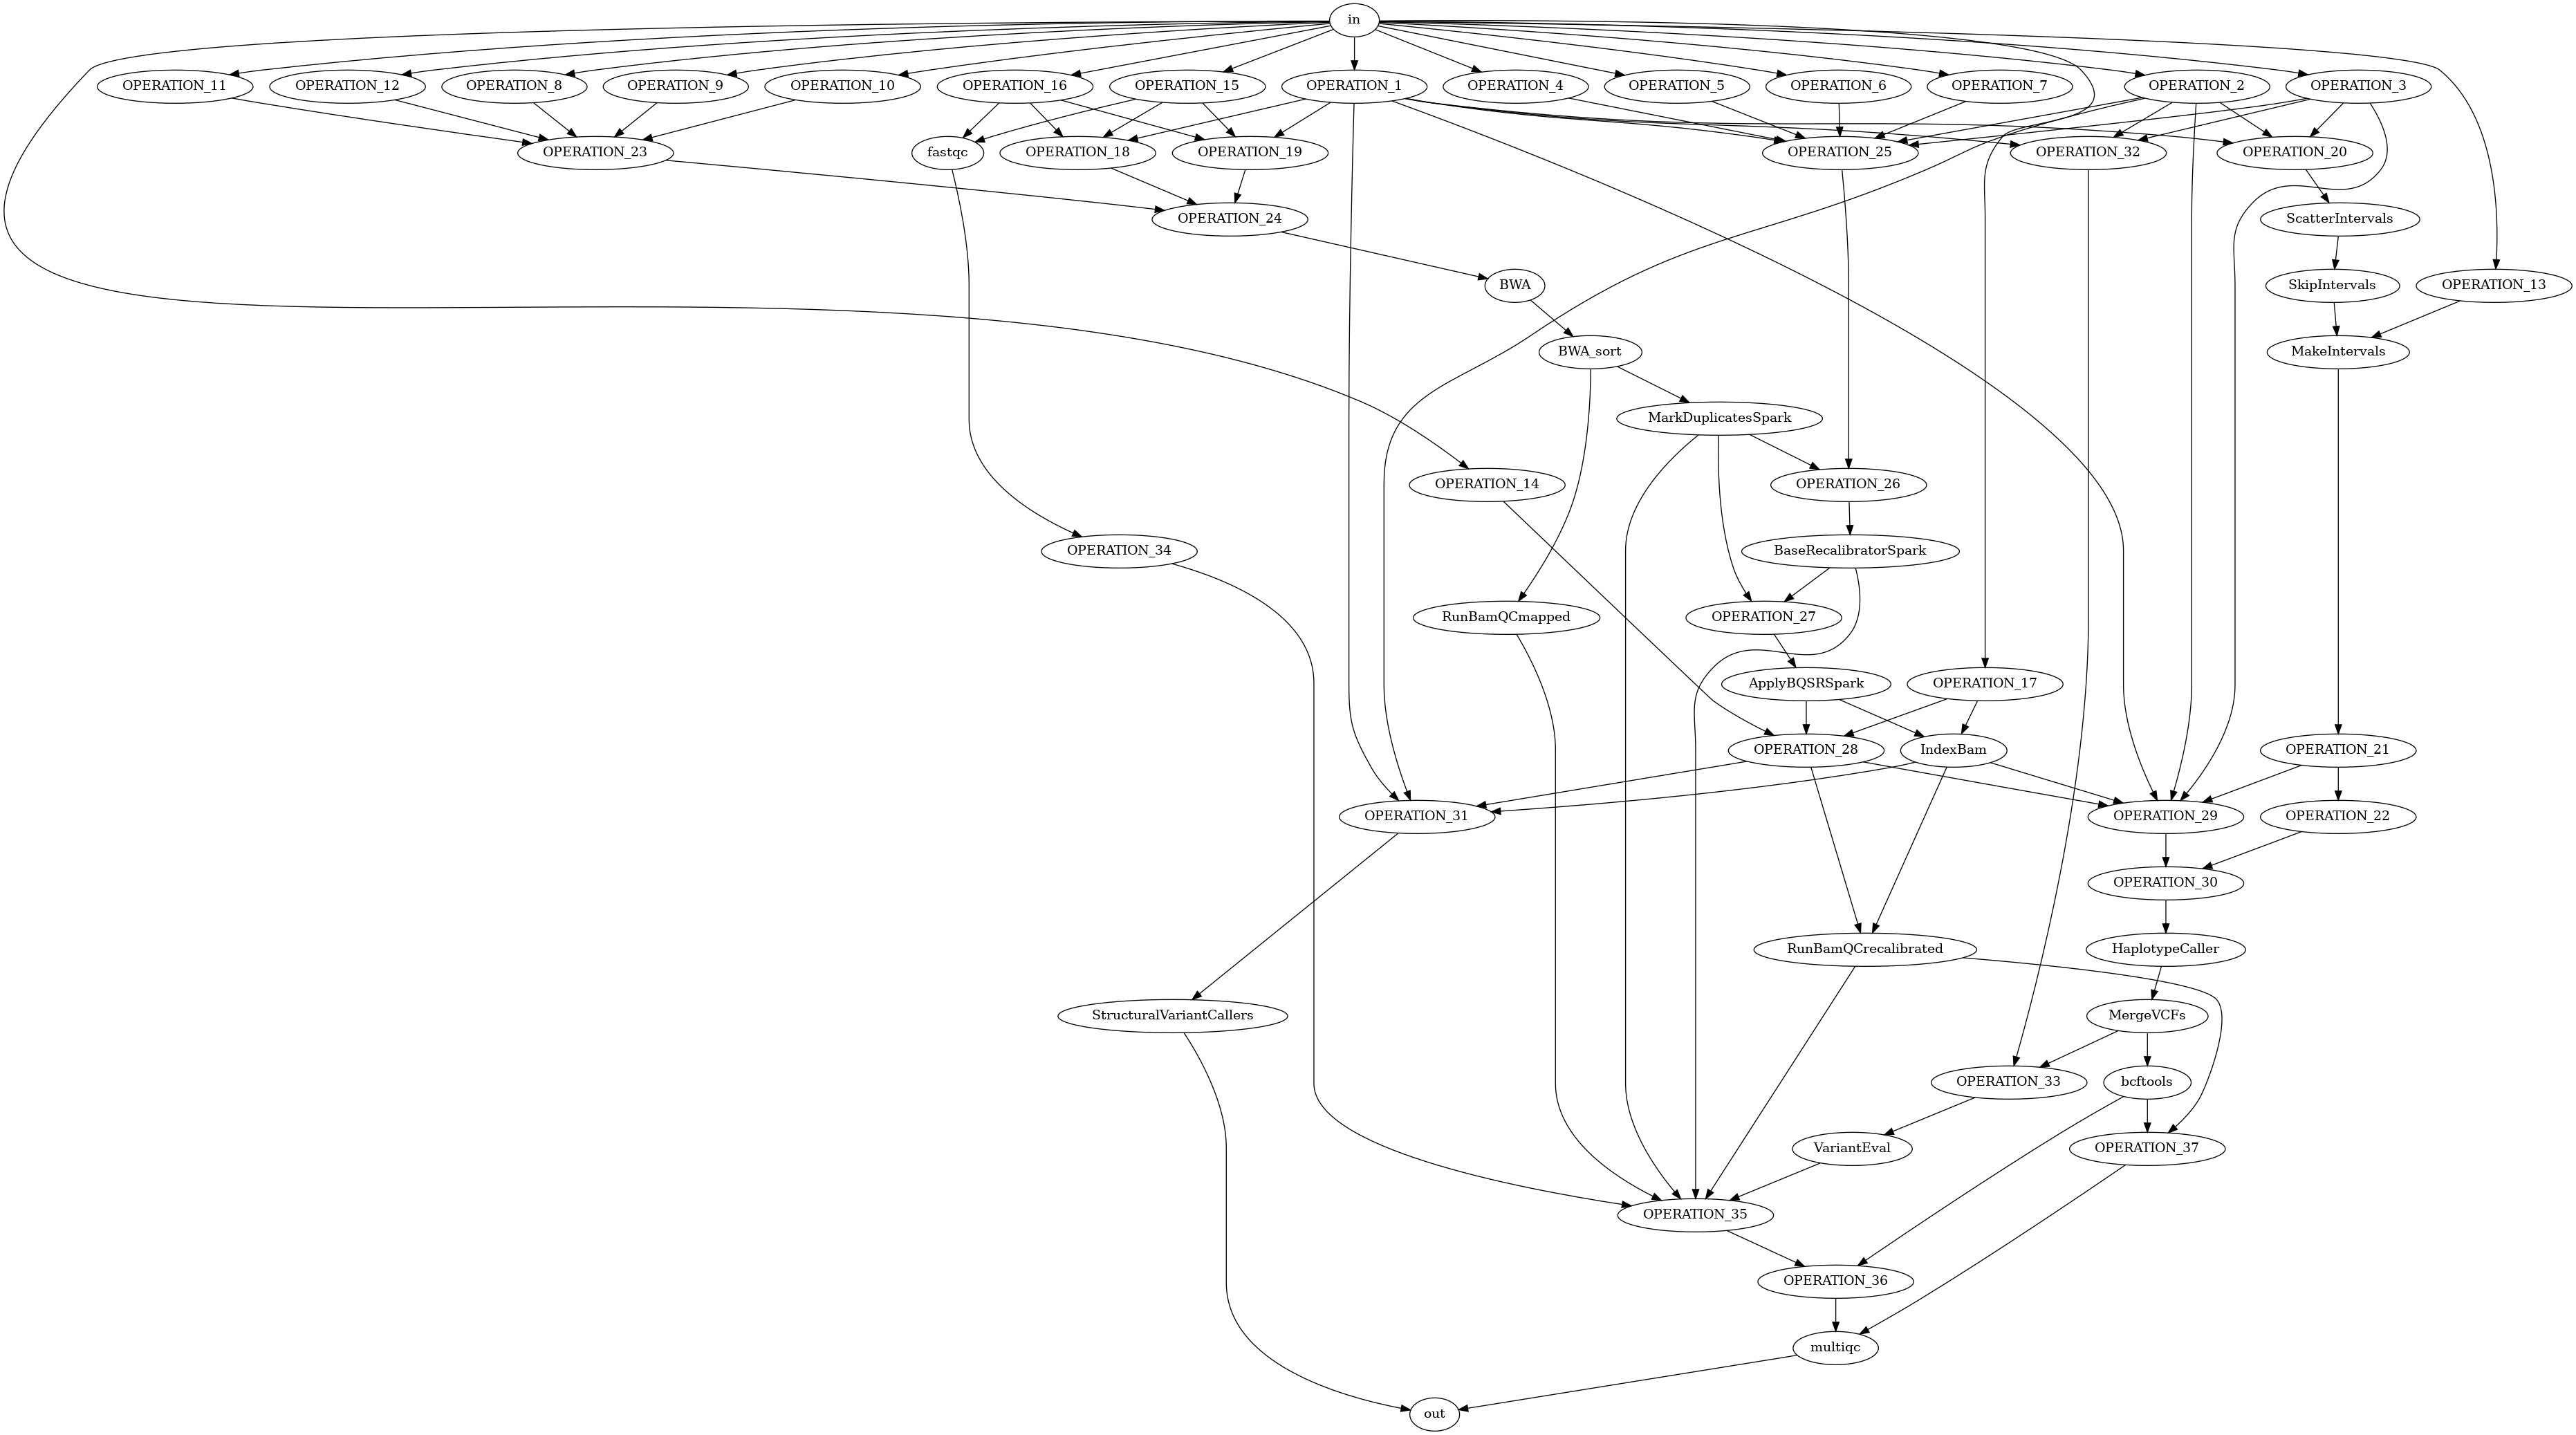 in
OPERATION_11
OPERATION_12
OPERATION_8
OPERATION_9
OPERATION_10
OPERATION_16
OPERATION_15
OPERATION_1
OPERATION_4
OPERATION_5
OPERATION_6
OPERATION_7
OPERATION_2
OPERATION_3
OPERATION_23
fastqc
OPERATION_18
OPERATION_19
OPERATION_25
OPERATION_32
OPERATION_20
OPERATION_24
ScatterIntervals
BWA
SkipIntervals
OPERATION_13
BWA_sort
MakeIntervals
MarkDuplicatesSpark
OPERATION_14
OPERATION_26
OPERATION_34
BaseRecalibratorSpark
RunBamQCmapped
OPERATION_27
ApplyBQSRSpark
OPERATION_17
OPERATION_28
IndexBam
OPERATION_21
OPERATION_31
OPERATION_29
OPERATION_22
OPERATION_30
RunBamQCrecalibrated
HaplotypeCaller
StructuralVariantCallers
MergeVCFs
OPERATION_33
bcftools
VariantEval
OPERATION_37
OPERATION_35
OPERATION_36
multiqc
out